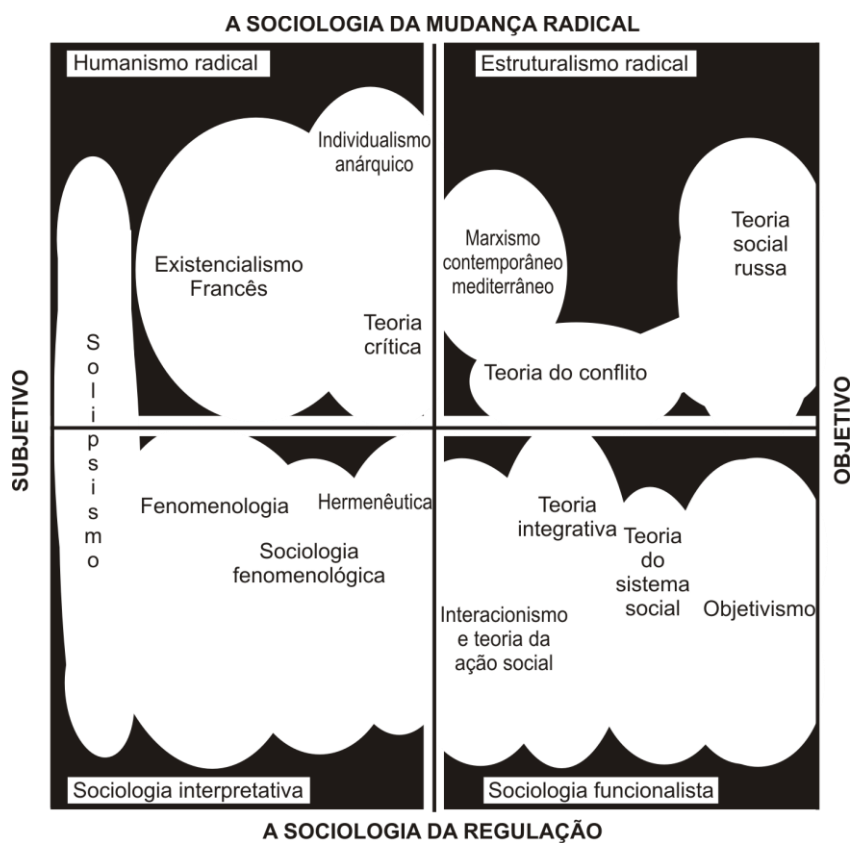 A SOCIOLOGIA DA MUDANÇA RADICAL
Humanismo radical
Estruturalismo radical
Individualismo
anárquico
Existencialismo
Francês
Teoria
crítica
Marxismo
contemporâneo
mediterrâneo
Teoria
social
russa
Teoria do conflito
SUBJETIVO
Solipsismo
OBJETIVO
Fenomenologia
Hermenêutica
Sociologia
fenomenológica
Teoria
integrativa
Teoria
do
sistema
social
Interacionismo
e teoria da
ação social
Objetivismo
Sociologia interpretativa
Sociologia funcionalista
A SOCIOLOGIA DA REGULAÇÃO